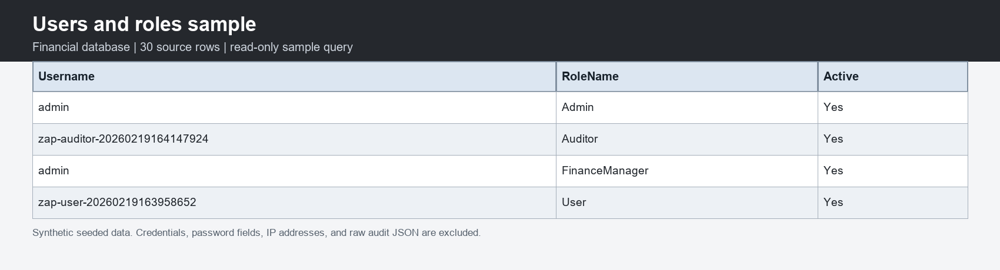 Users and roles sample
Financial database | 30 source rows | read-only sample query
Username RoleName Active
admin Admin Yes
zap-auditor-20260219164147924 Auditor Yes
admin FinanceManager Yes
zap-user-20260219163958652 User Yes
Synthetic seeded data. Credentials, password fields, IP addresses, and raw audit JSON are excluded.